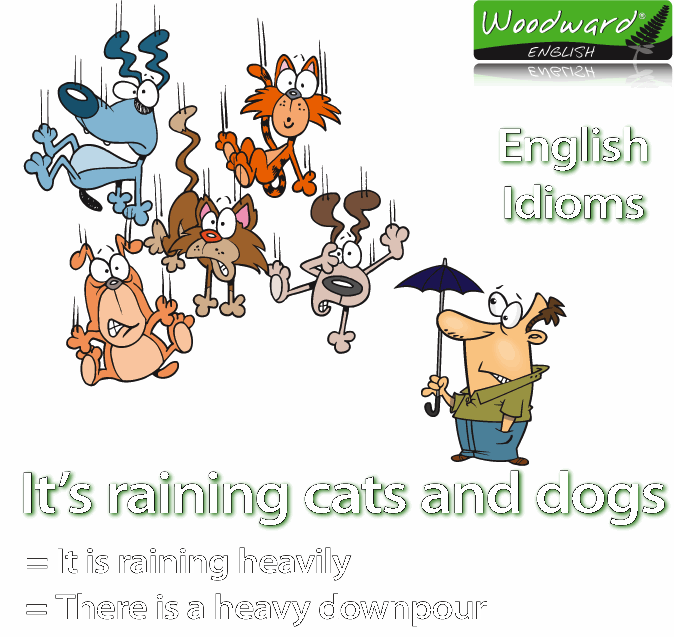 Woodward®
ENGLISH
English
Idioms
It's raining cats and dogs
= It is raining heavily
= There is a heavy downpour